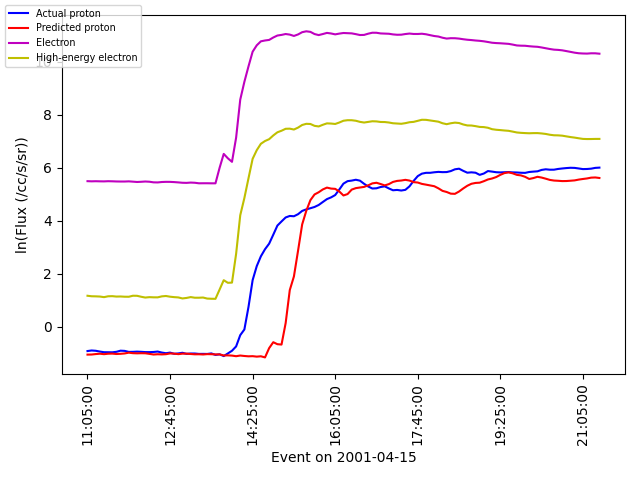 Actual proton
Predicted proton
Electron
High-energy electron
10
8
6
4
2
0
ln(Flux (/cc/s/sr))
11:05:00
12:45:00
14:25:00
16:05:00
17:45:00
19:25:00
21:05:00
Event on 2001-04-15